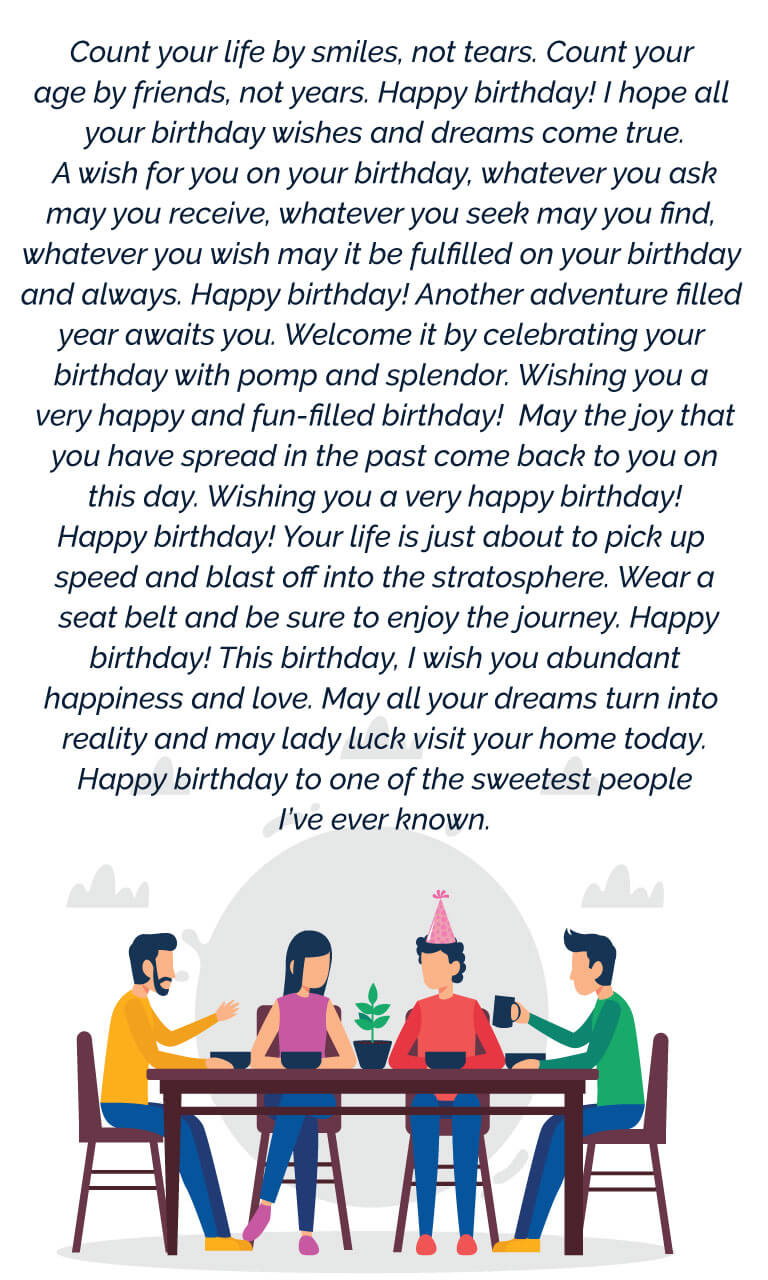 Count your life by smiles, not tears. Count your
age by friends, not years. Happy birthday! I hope all
your birthday wishes and dreams come true.
A wish for you on your birthday, whatever you ask
may you receive, whatever you seek may you find,
whatever you wish may it be fulfilled on your birthday
and always. Happy birthday! Another adventure filled
year awaits you. Welcome it by celebrating your
birthday with pomp and splendor. Wishing you a
very happy and fun-filled birthday!  May the joy that
you have spread in the past come back to you on
this day. Wishing you a very happy birthday!
Happy birthday! Your life is just about to pick up
speed and blast off into the stratosphere. Wear a
seat belt and be sure to enjoy the journey. Happy
birthday! This birthday, I wish you abundant
happiness and love. May all your dreams turn into
reality and may lady luck visit your home today.
Happy birthday to one of the sweetest people
I’ve ever known.